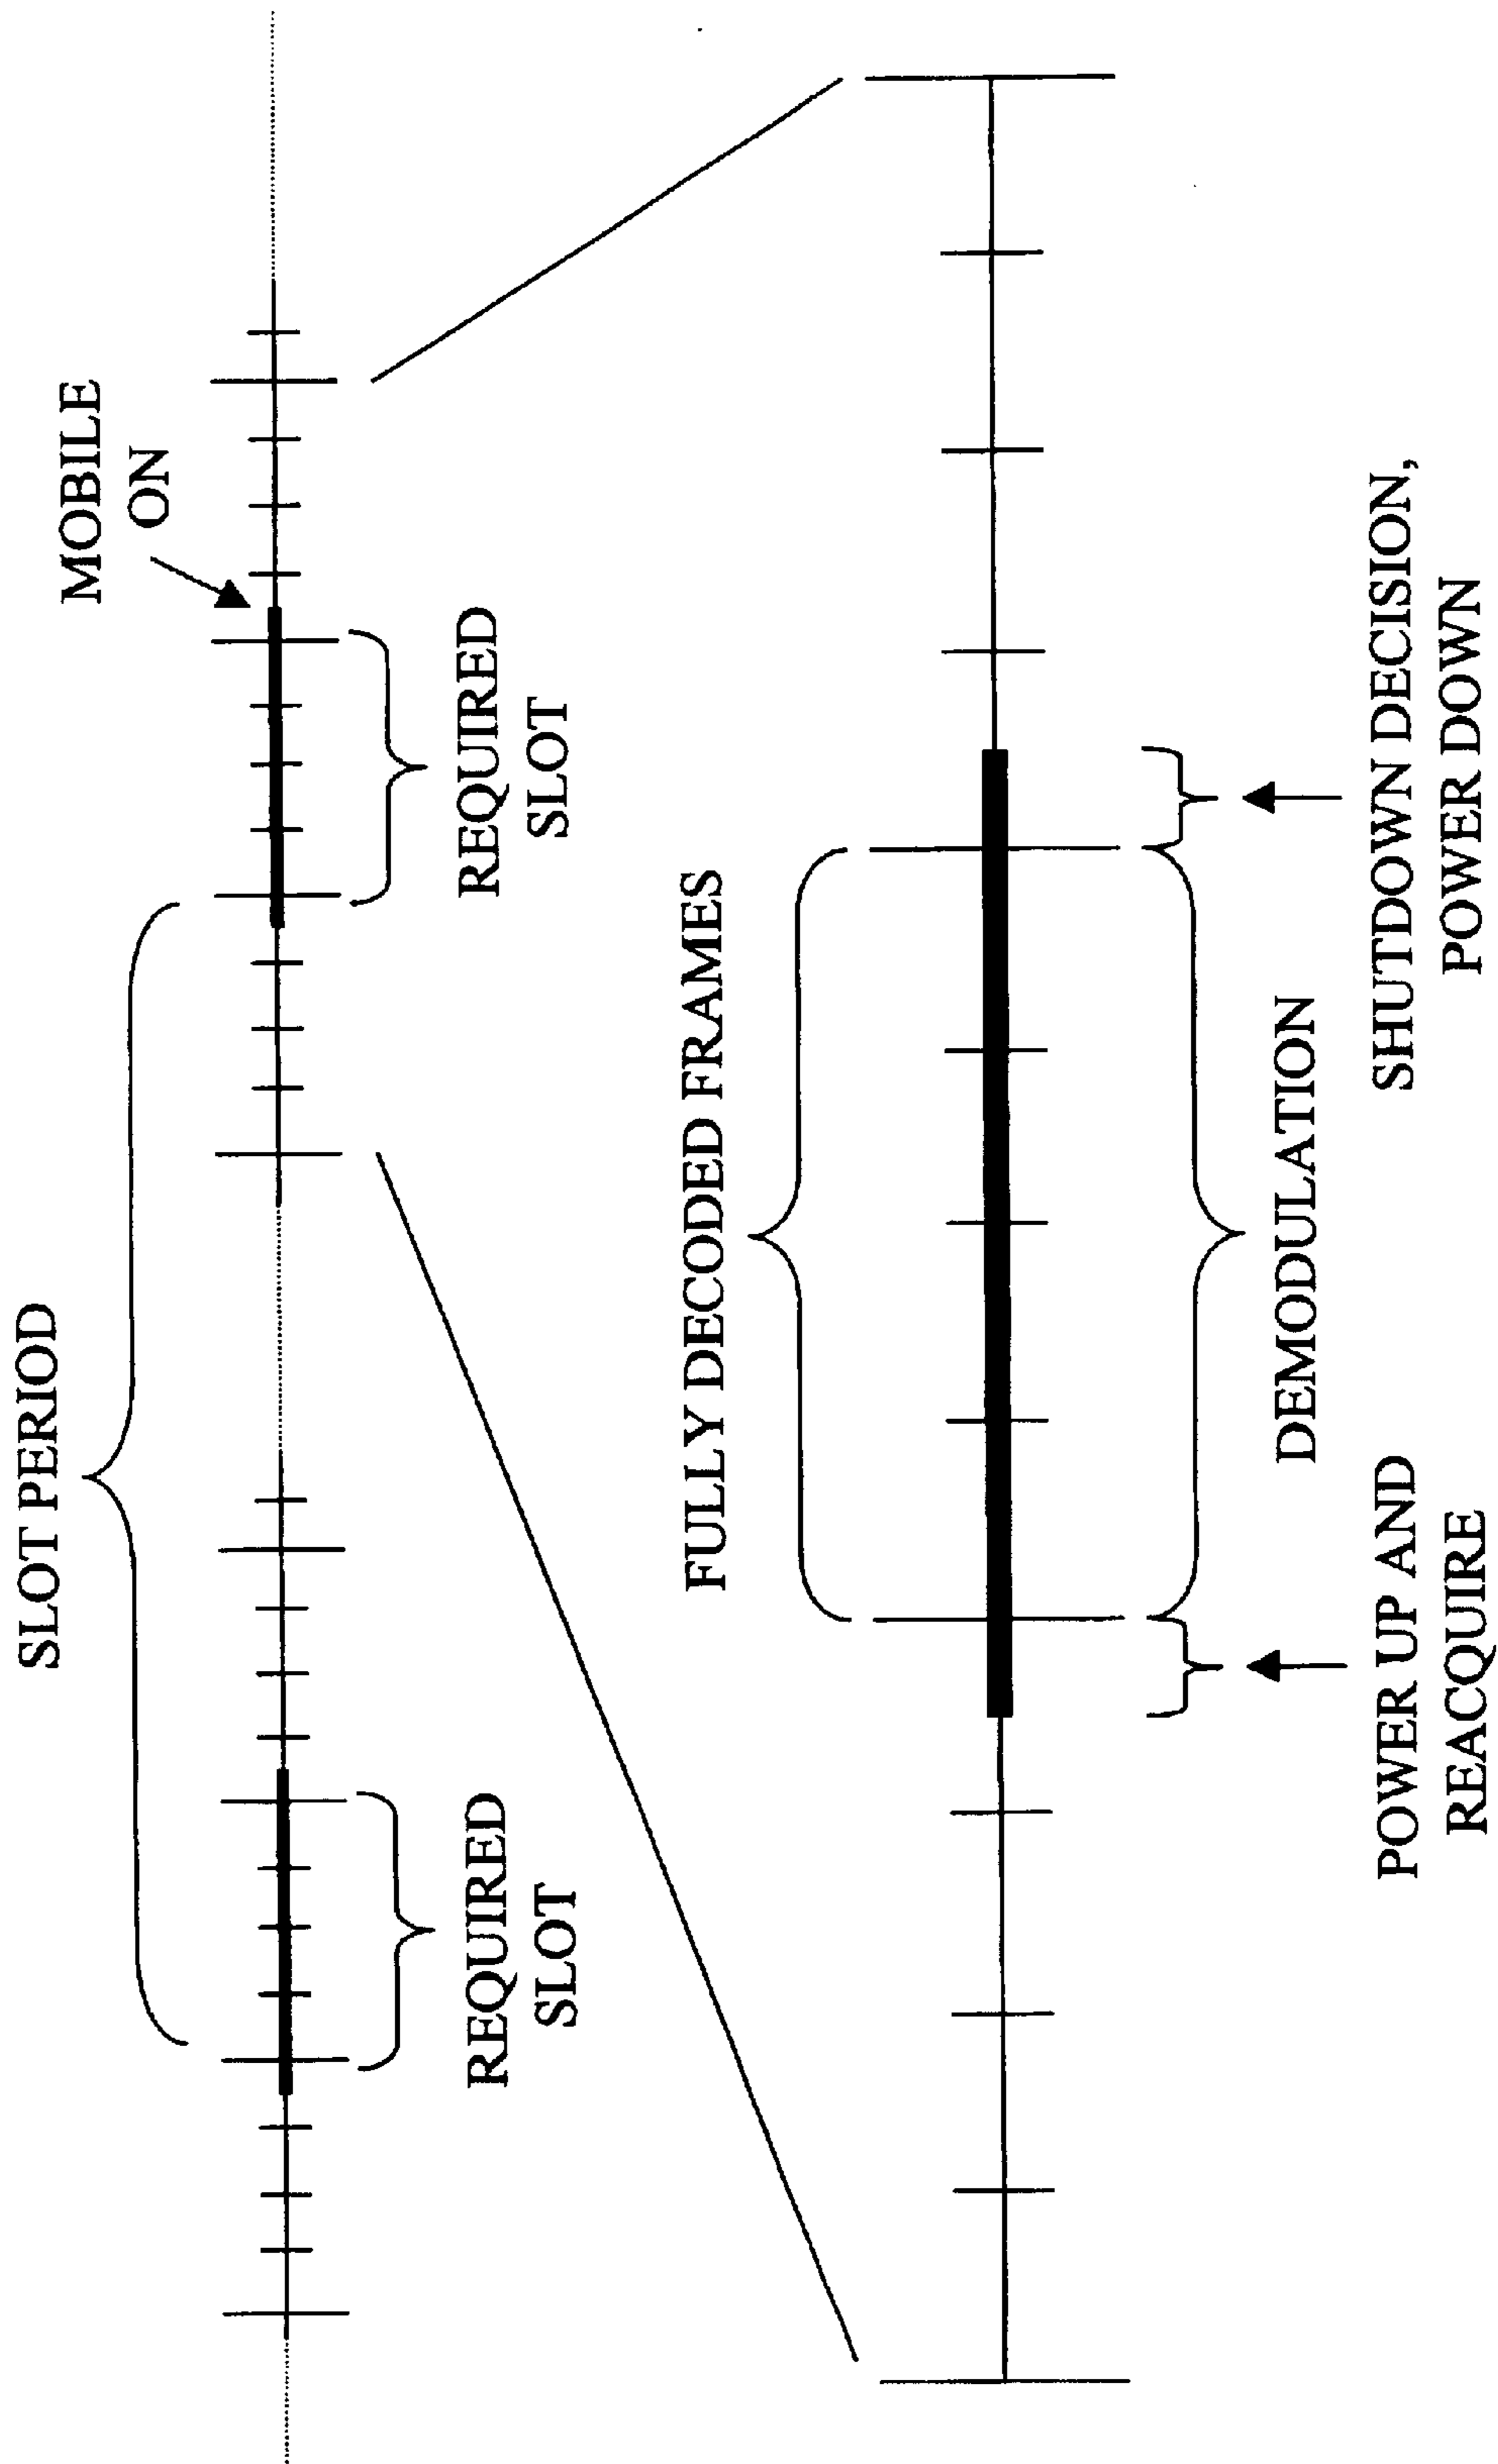 SLOT PERIOD
MOBILE
ON
REQUIRED
SLOT
REQUIRED
SLOT
FULLY DECODED FRAMES
DEMODULATION
POWER UP AND
REACQUIRE
SHUTDOWN DECISION,
POWER DOWN